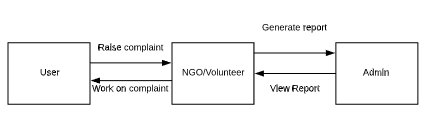 Generate report
Raise complaint
User
NGO/Volunteer
Admin
Work on complaint
View Report